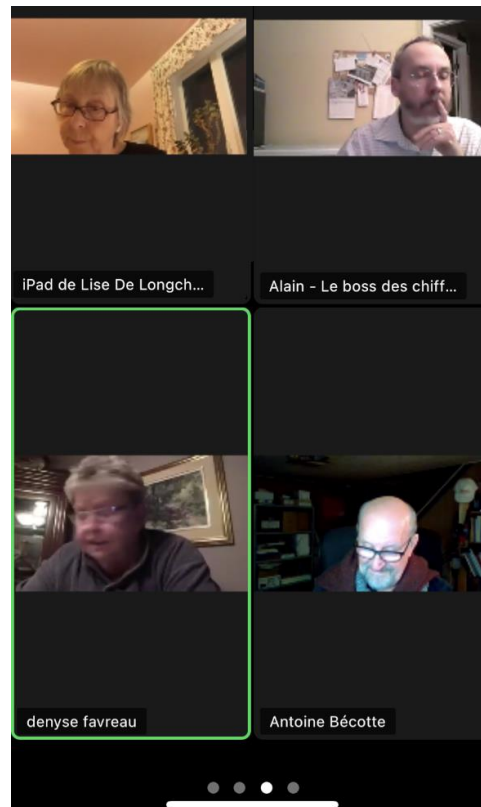 iPad de Lise De Longch...
Alain - Le boss des chiff...
denyse favreau
Antoine Bécotte